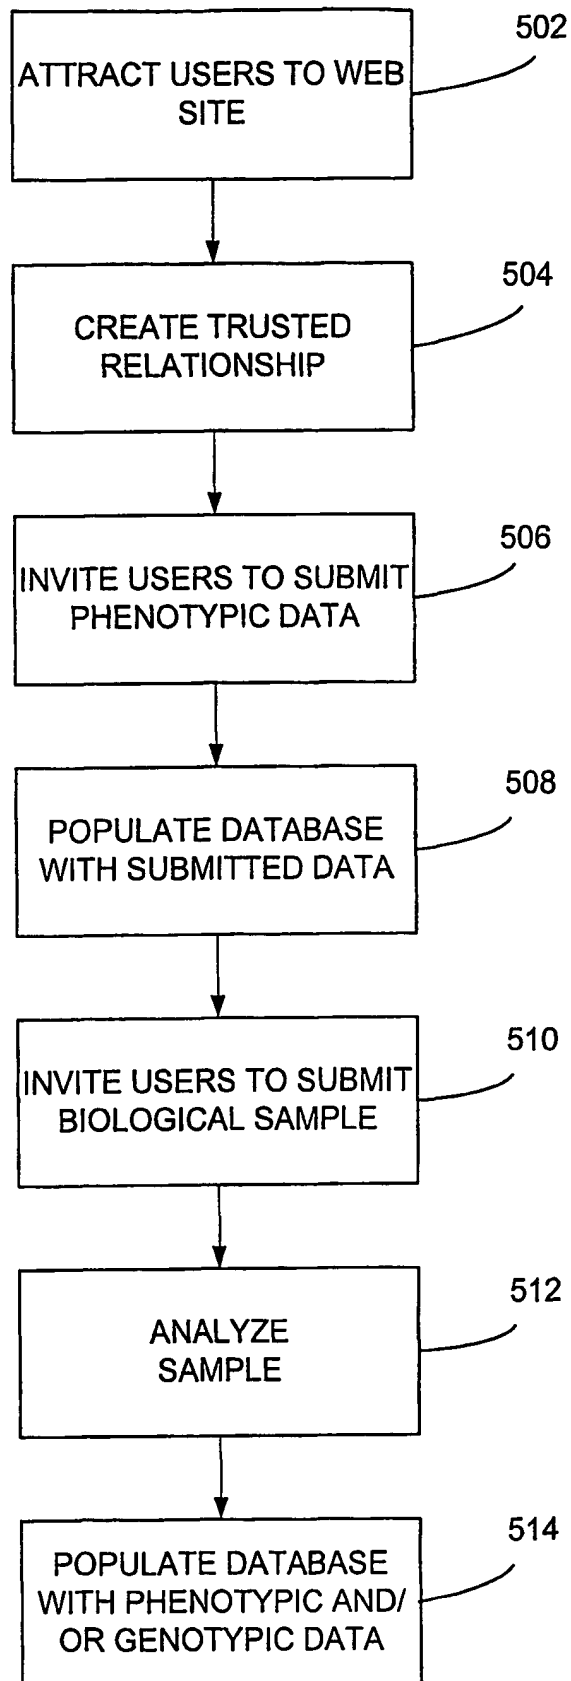 502
ATTRACT USERS TO WEB
SITE
504
CREATE TRUSTED
RELATIONSHIP
506
INVITE USERS TO SUBMIT
PHENOTYPIC DATA
508
POPULATE DATABASE
WITH SUBMITTED DATA
510
INVITE USERS TO SUBMIT
BIOLOGICAL SAMPLE
512
ANALYZE
SAMPLE
514
POPULATE DATABASE
WITH PHENOTYPIC AND/
OR GENOTYPIC DATA